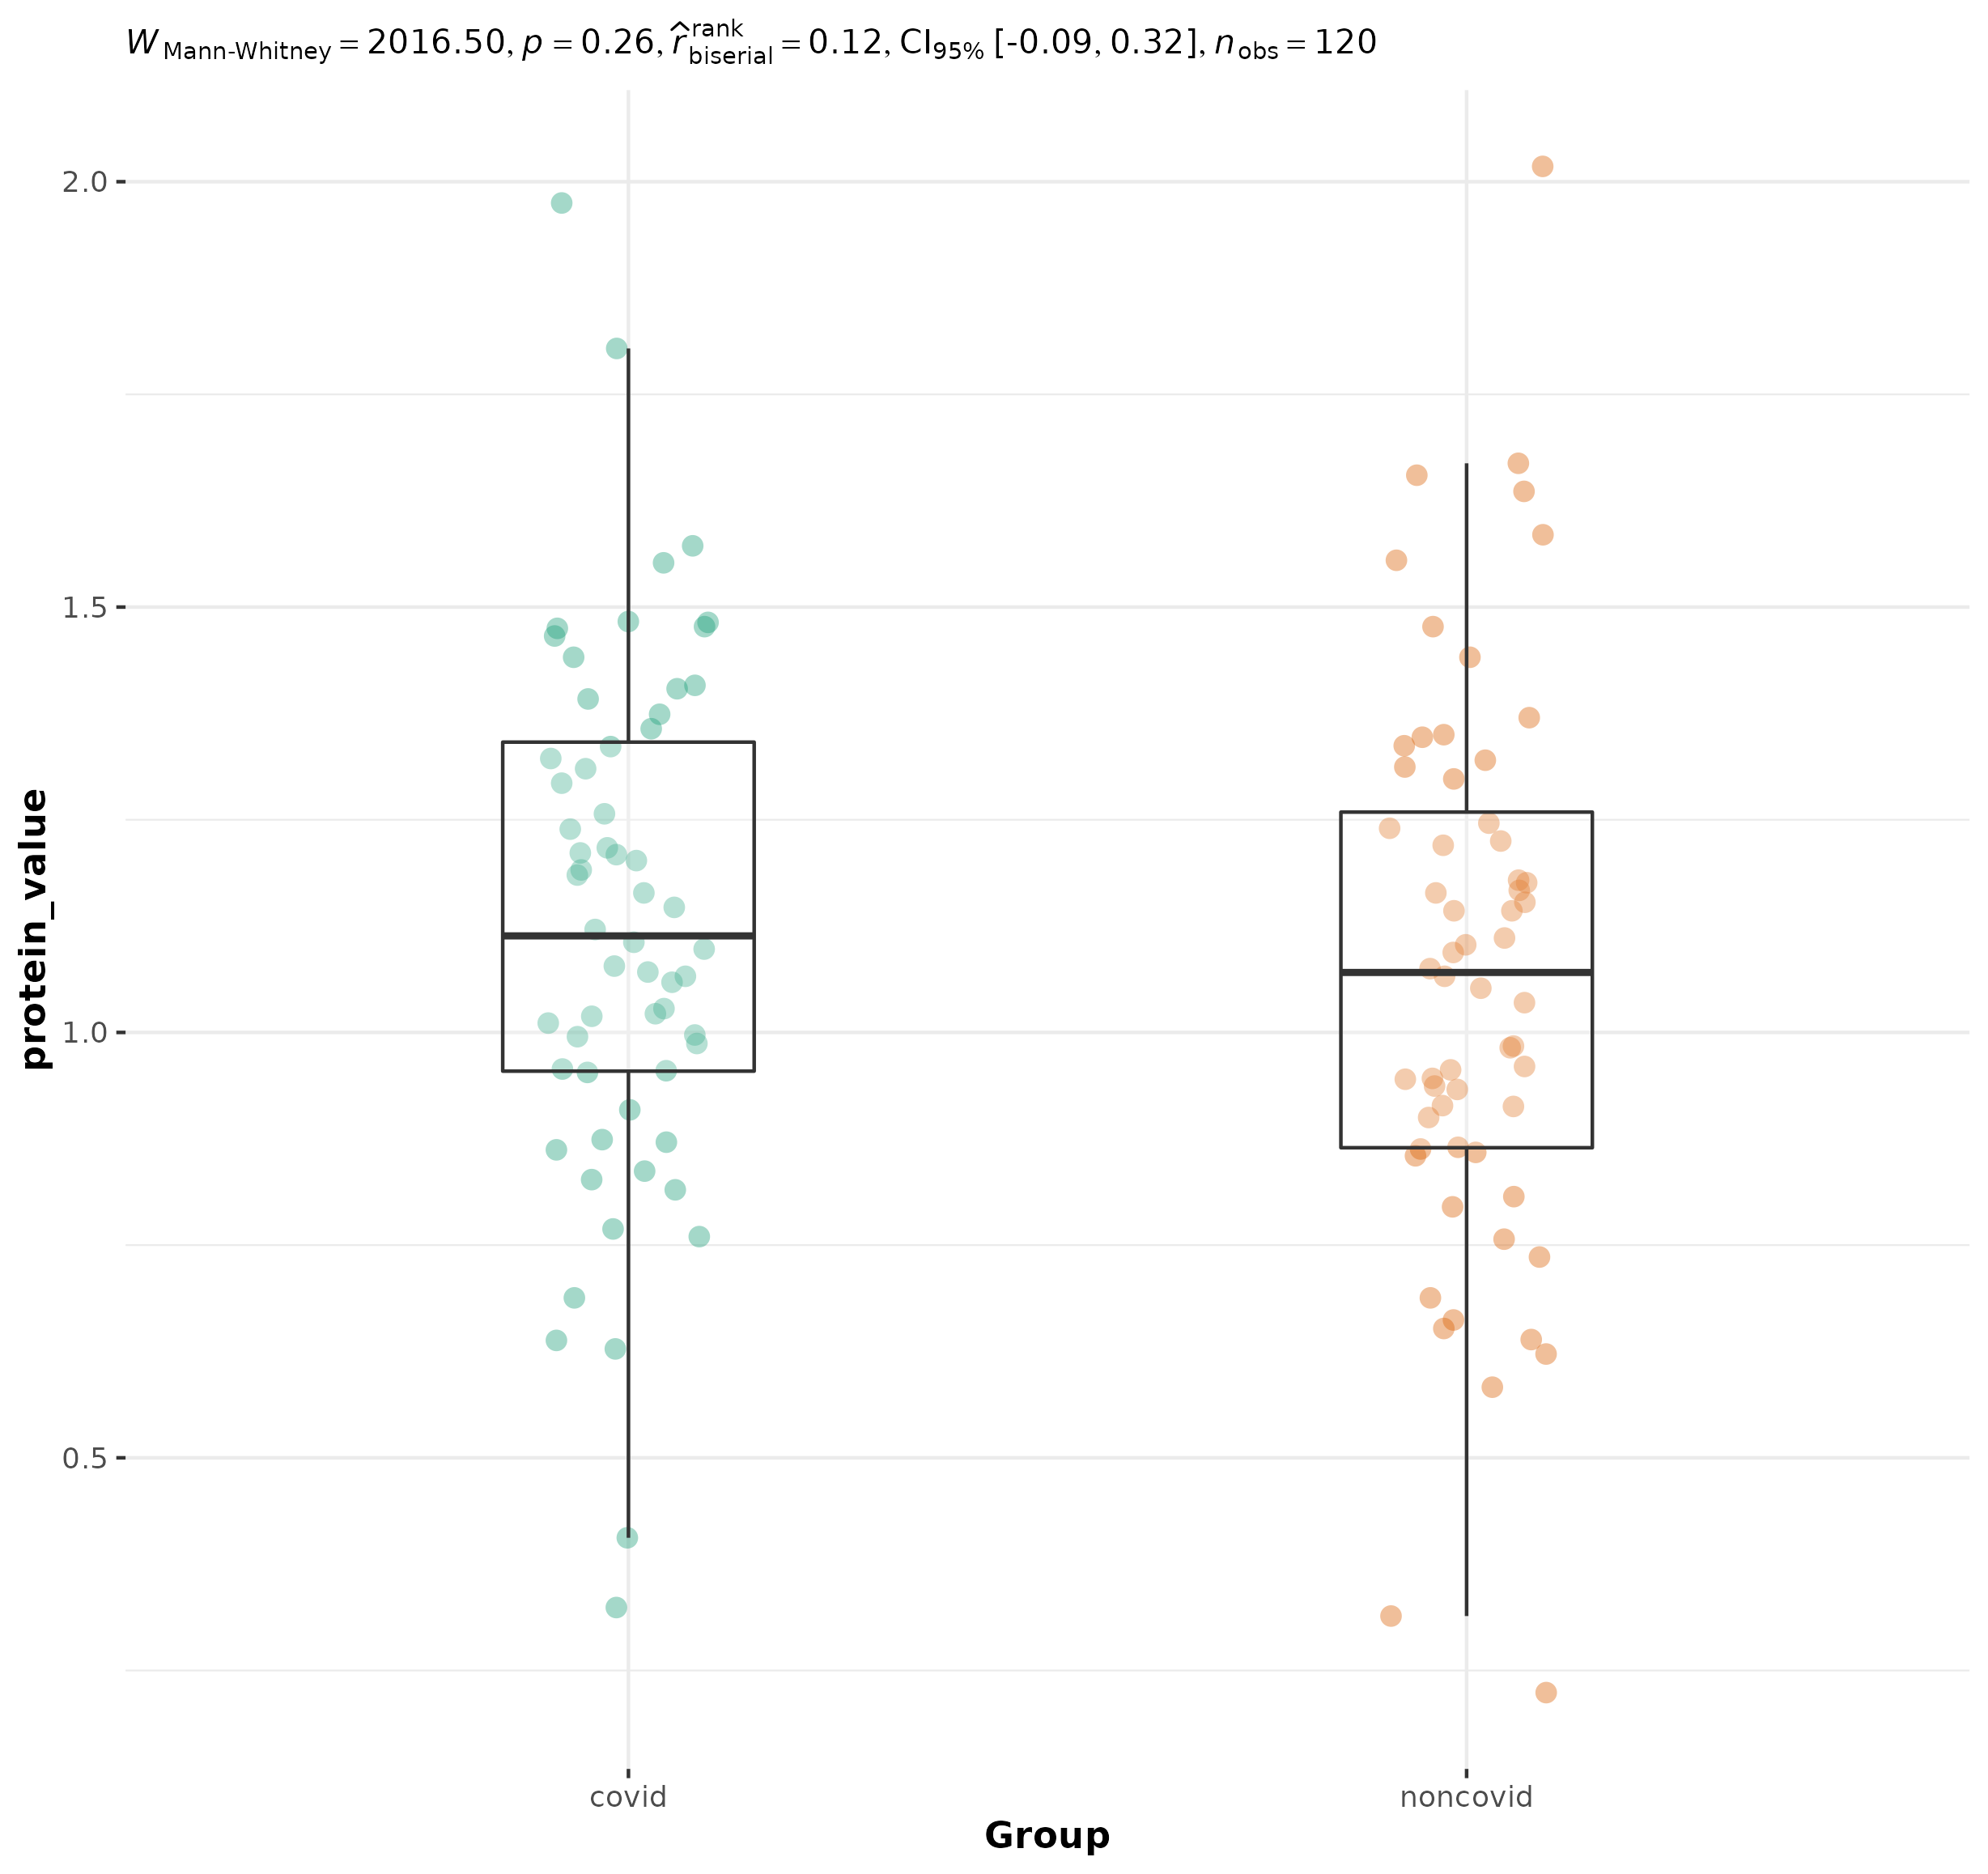 W Mann-Whitney = 2016.50, p = 0.26, r̂ rank biserial = 0.12, CI95% [-0.09, 0.32], n obs = 120
2.0
1.5
1.0
0.5
protein_value
covid noncovid
Group